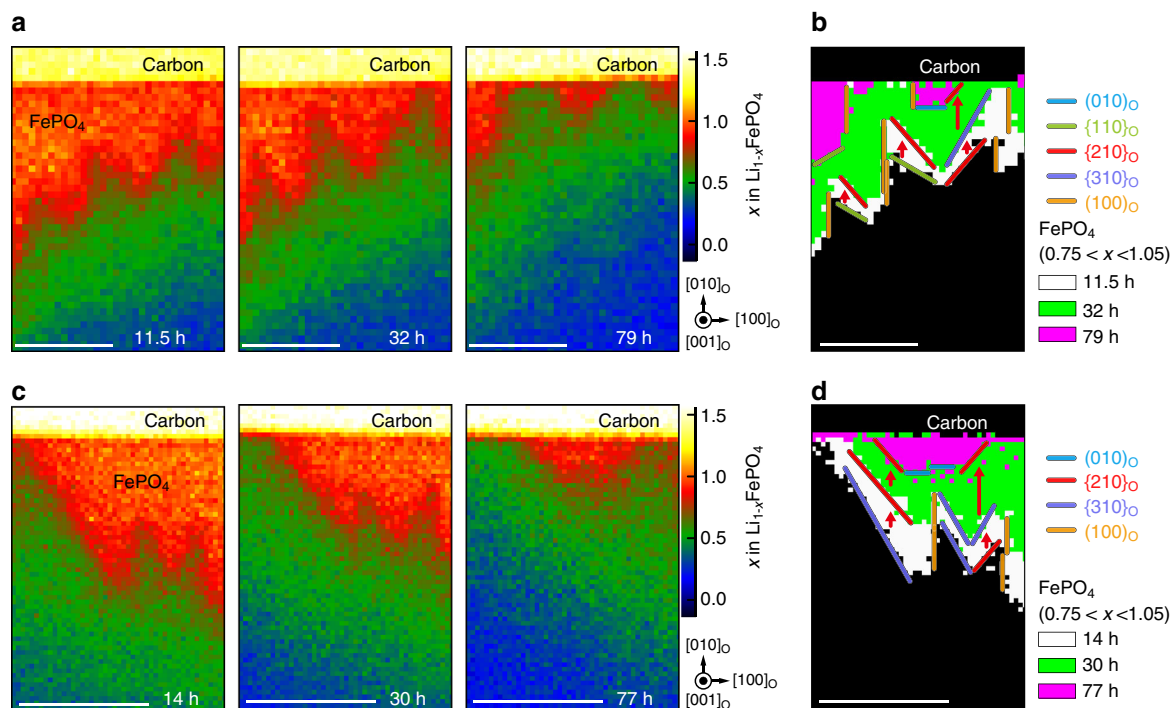 a
Carbon
FePO4
11.5 h
Carbon
32 h
Carbon
79 h
1.5
1.0
0.5
0.0
x in Li1-xFePO4
[010]O
[100]O
[001]O
b
Carbon
(010)O
{110}O
{210}O
{310}O
(100)O
FePO4
(0.75 < x <1.05)
11.5 h
32 h
79 h
c
Carbon
FePO4
14 h
Carbon
30 h
Carbon
77 h
1.5
1.0
0.5
0.0
x in Li1-xFePO4
[010]O
[100]O
[001]O
d
Carbon
(010)O
{210}O
{310}O
(100)O
FePO4
(0.75 < x <1.05)
14 h
30 h
77 h